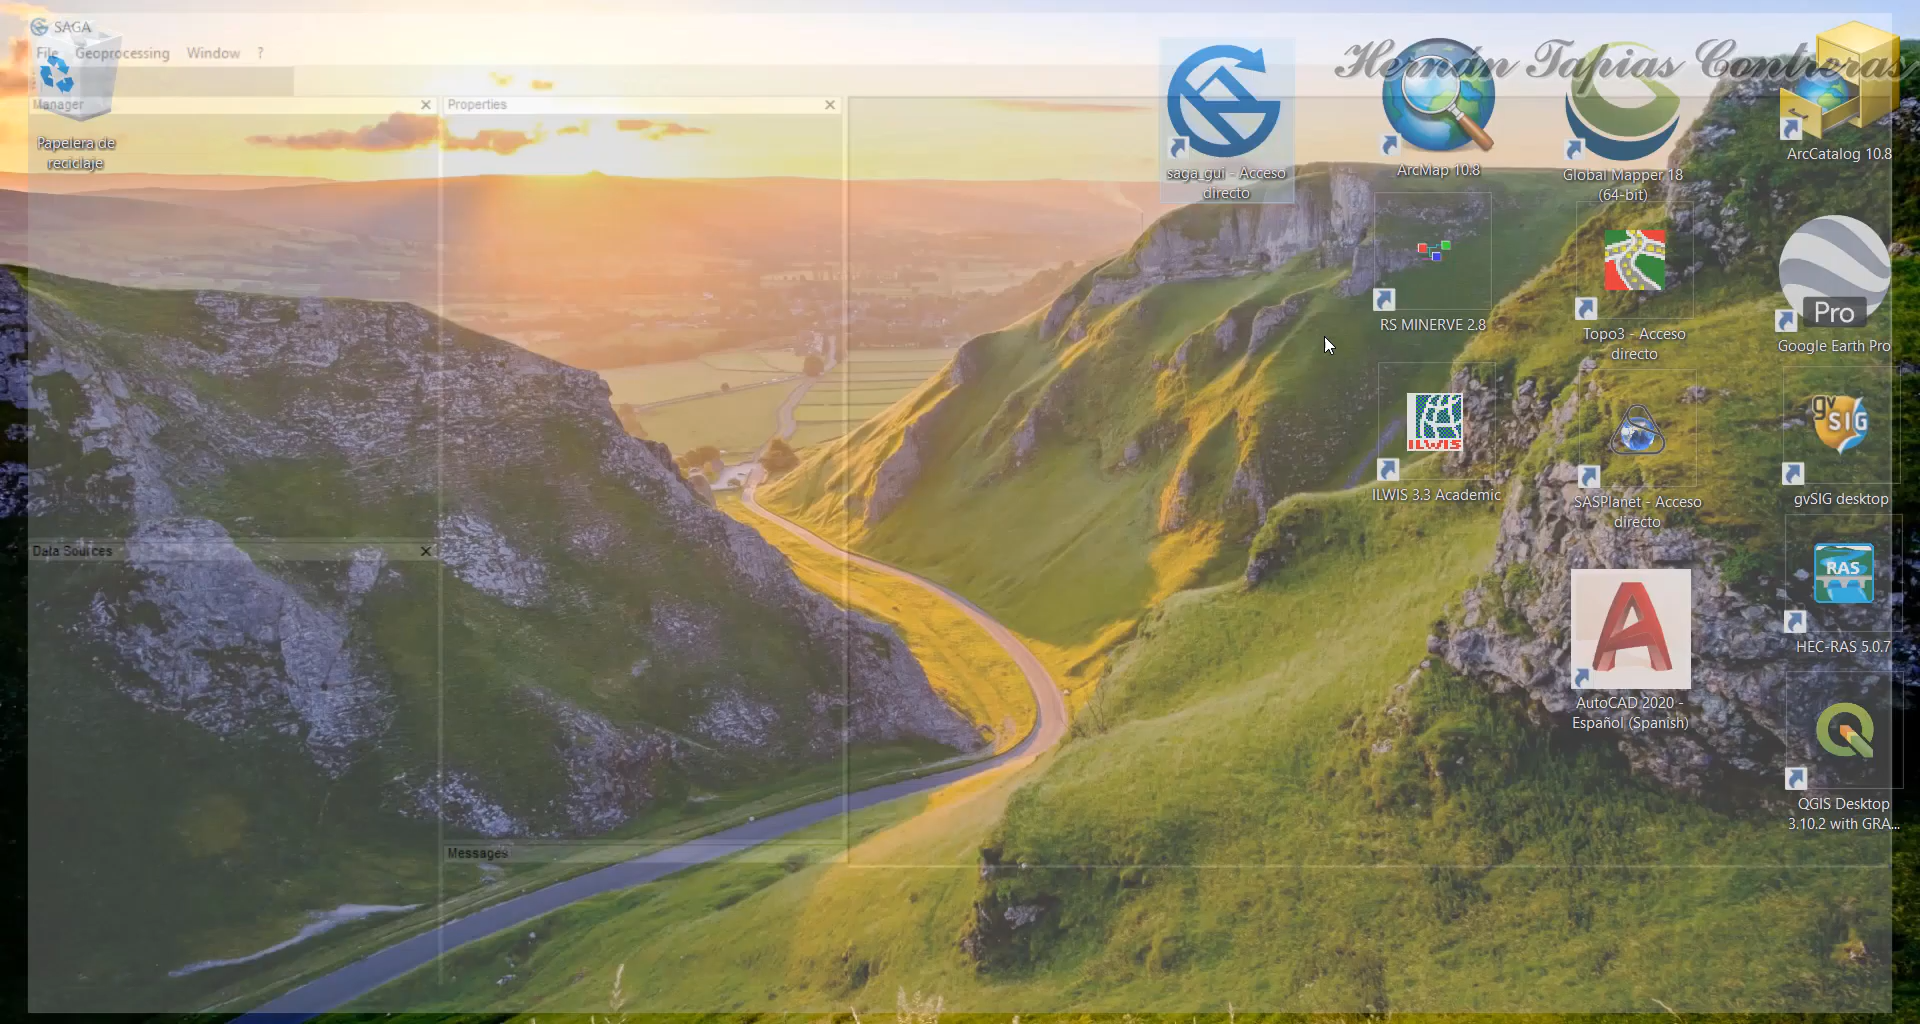 SAGA
File Geoprocessing Window ?
Manager
Properties
Data Sources
Messages
Papelera de
reciclaje
Hernán Tapias Contreras
saga_gui - Acceso
directo
ArcMap 10.8
Global Mapper 18
(64-bit)
ArcCatalog 10.8
RS MINERVE 2.8
Topo3 - Acceso
directo
Pro
Google Earth Pro
ILWIS
ILWIS 3.3 Academic
SASPlanet - Acceso
directo
gv
SIG
gvSIG desktop
RAS
HEC-RAS 5.0.7
A
AutoCAD 2020 -
Español (Spanish)
QGIS Desktop
3.10.2 with GRA...